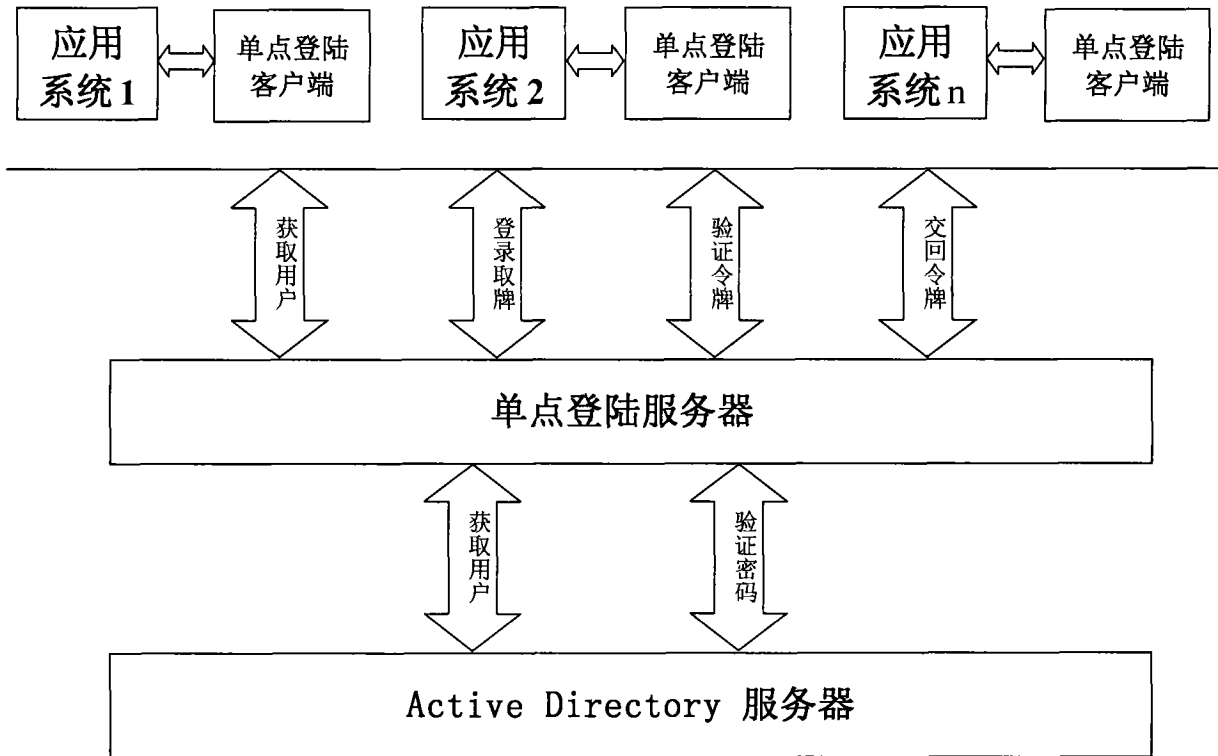 应用
系统1
单点登陆
客户端
应用
系统2
单点登陆
客户端
应用
系统n
单点登陆
客户端
获取用户
登录取牌
验证令牌
交回令牌
单点登陆服务器
获取用户
验证密码
Active Directory 服务器